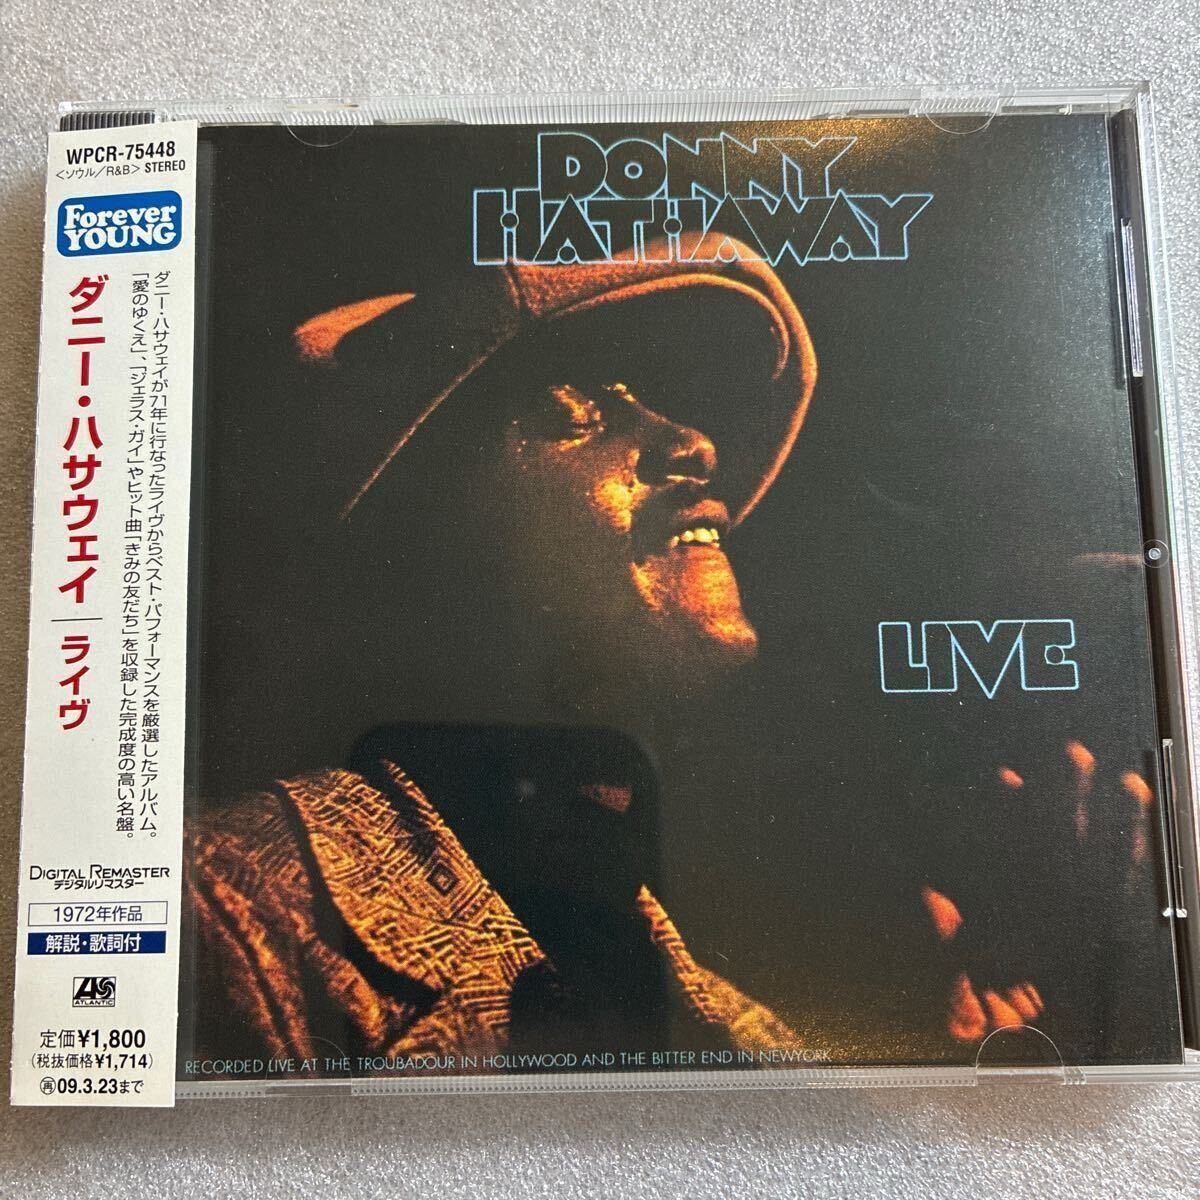 WPCR-75448
<ソウル/R&B> STEREO
Forever
YOUNG
ダニー・ハサウェイ ライヴ
ダニー・ハサウェイが71年に行なったライヴからベスト・パフォーマンスを厳選したアルバム。
「愛のゆくえ」、「ジェラス・ガイ」やヒット曲「きみの友だち」を収録した完成度の高い名盤。
DIGITAL REMASTER
デジタルリマスター
1972年作品
解説・歌詞付
ATLANTIC
定価¥1,800
(税抜価格¥1,714)
再09.3.23まで
DONNY
HATHAWAY
LIVE
RECORDED LIVE AT THE TROUBADOUR IN HOLLYWOOD AND THE BITTER END IN NEWYORK